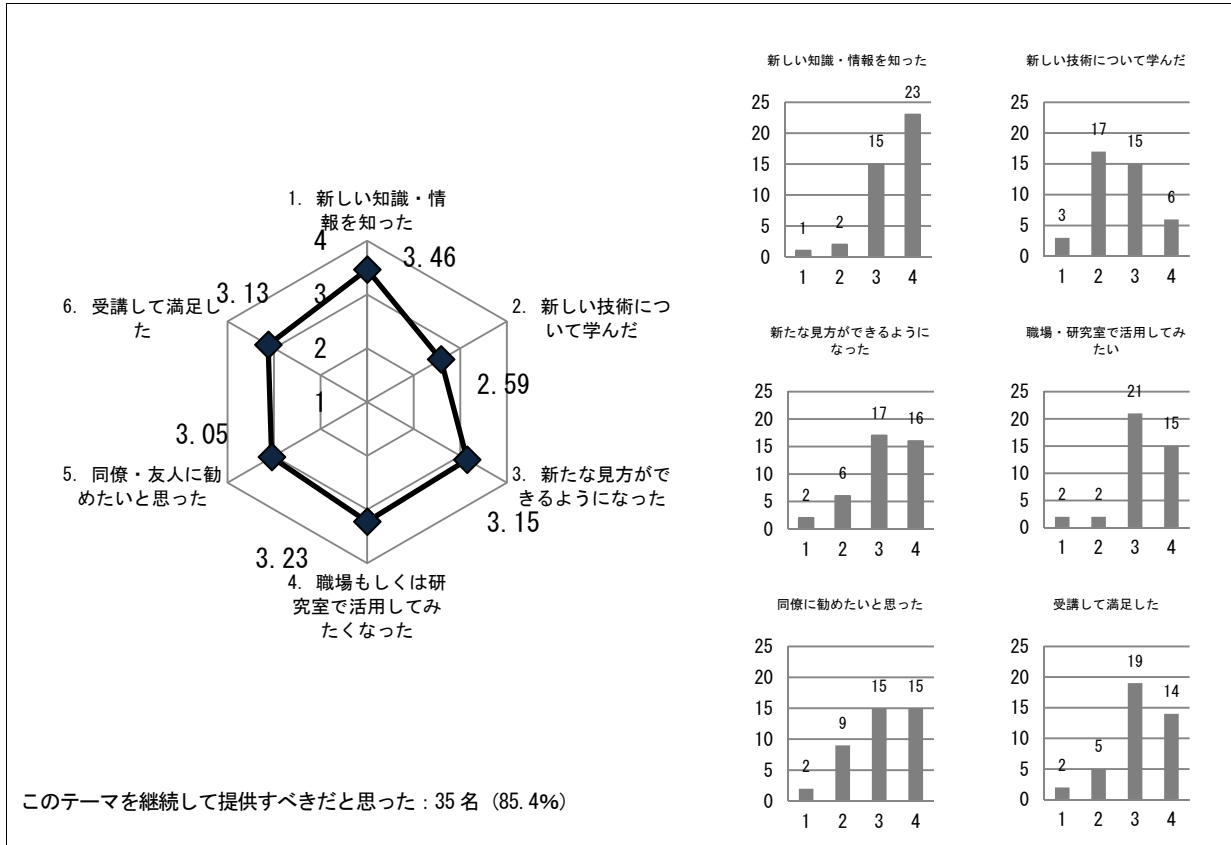 1. 新しい知識・情
報を知った
4
3.46
3.13
3
6. 受講して満足し
た
2. 新しい技術につ
いて学んだ
2
2.59
1
3.05
5. 同僚・友人に勧
めたいと思った
3. 新たな見方がで
きるようになった
3.15
3.23
4. 職場もしくは研
究室で活用してみ
たくなった
このテーマを継続して提供すべきだと思った：35 名（85.4%）
新しい知識・情報を知った
25
20
15
10
5
0
1
2
15
23
1 2 3 4
新しい技術について学んだ
25
20
15
10
5
0
3
17
15
6
1 2 3 4
新たな見方ができるように
なった
25
20
15
10
5
0
2
6
17
16
1 2 3 4
職場・研究室で活用してみ
たい
25
20
15
10
5
0
2
2
21
15
1 2 3 4
同僚に勧めたいと思った
25
20
15
10
5
0
2
9
15
15
1 2 3 4
受講して満足した
25
20
15
10
5
0
2
5
19
14
1 2 3 4